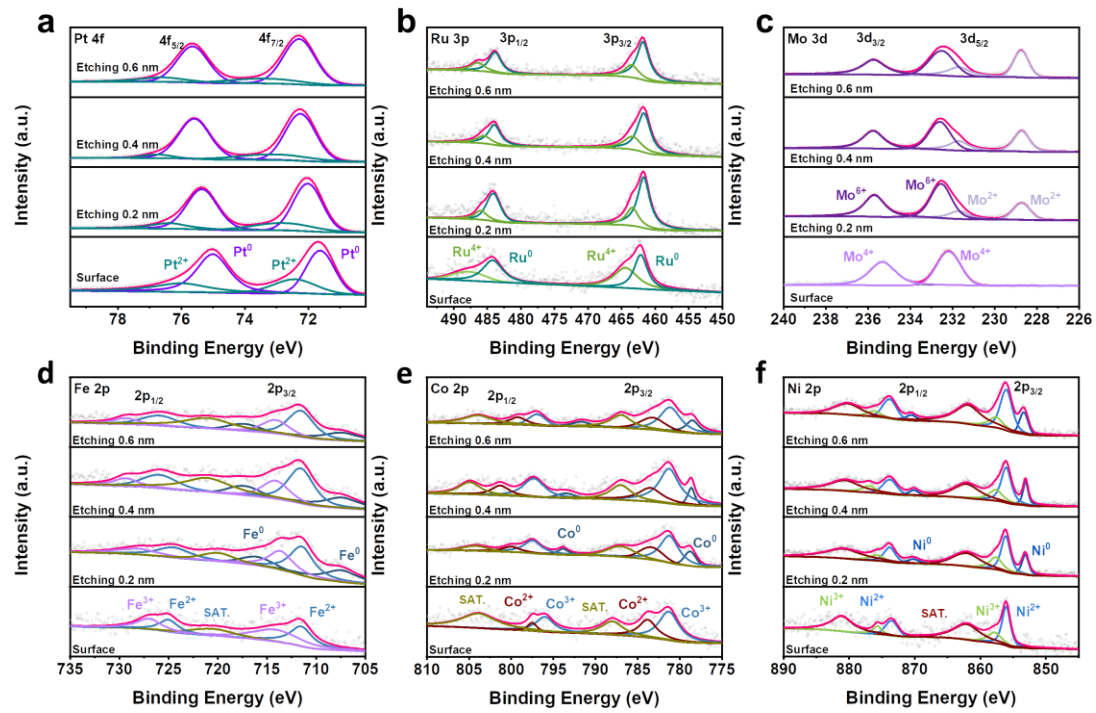 a
Pt 4f
4f5/2
4f7/2
Etching 0.6 nm
Etching 0.4 nm
Etching 0.2 nm
Pt2+
Pt0
Pt2+
Pt0
Surface
78 76 74 72
Binding Energy (eV)
Intensity (a.u.)
b
Ru 3p
3p1/2
3p3/2
Etching 0.6 nm
Etching 0.4 nm
Etching 0.2 nm
Ru4+
Ru0
Ru4+
Ru0
Surface
490 485 480 475 470 465 460 455 450
Binding Energy (eV)
Intensity (a.u.)
c
Mo 3d
3d3/2
3d5/2
Etching 0.6 nm
Etching 0.4 nm
Mo6+
Mo6+
Mo2+
Mo2+
Etching 0.2 nm
Mo4+
Mo4+
Surface
240 238 236 234 232 230 228 226
Binding Energy (eV)
Intensity (a.u.)
d
Fe 2p
2p1/2
2p3/2
Etching 0.6 nm
Etching 0.4 nm
Fe0
Fe0
Etching 0.2 nm
Fe3+
Fe2+
SAT.
Fe3+
Fe2+
Surface
735 730 725 720 715 710 705
Binding Energy (eV)
Intensity (a.u.)
e
Co 2p
2p1/2
2p3/2
Etching 0.6 nm
Etching 0.4 nm
Co0
Co0
Etching 0.2 nm
SAT.
Co2+
Co3+
SAT.
Co2+
Co3+
Surface
810 805 800 795 790 785 780 775
Binding Energy (eV)
Intensity (a.u.)
f
Ni 2p
2p1/2
2p3/2
Etching 0.6 nm
Etching 0.4 nm
Ni0
Ni0
Etching 0.2 nm
Ni3+
Ni2+
SAT.
Ni3+
Ni2+
Surface
890 880 870 860 850
Binding Energy (eV)
Intensity (a.u.)